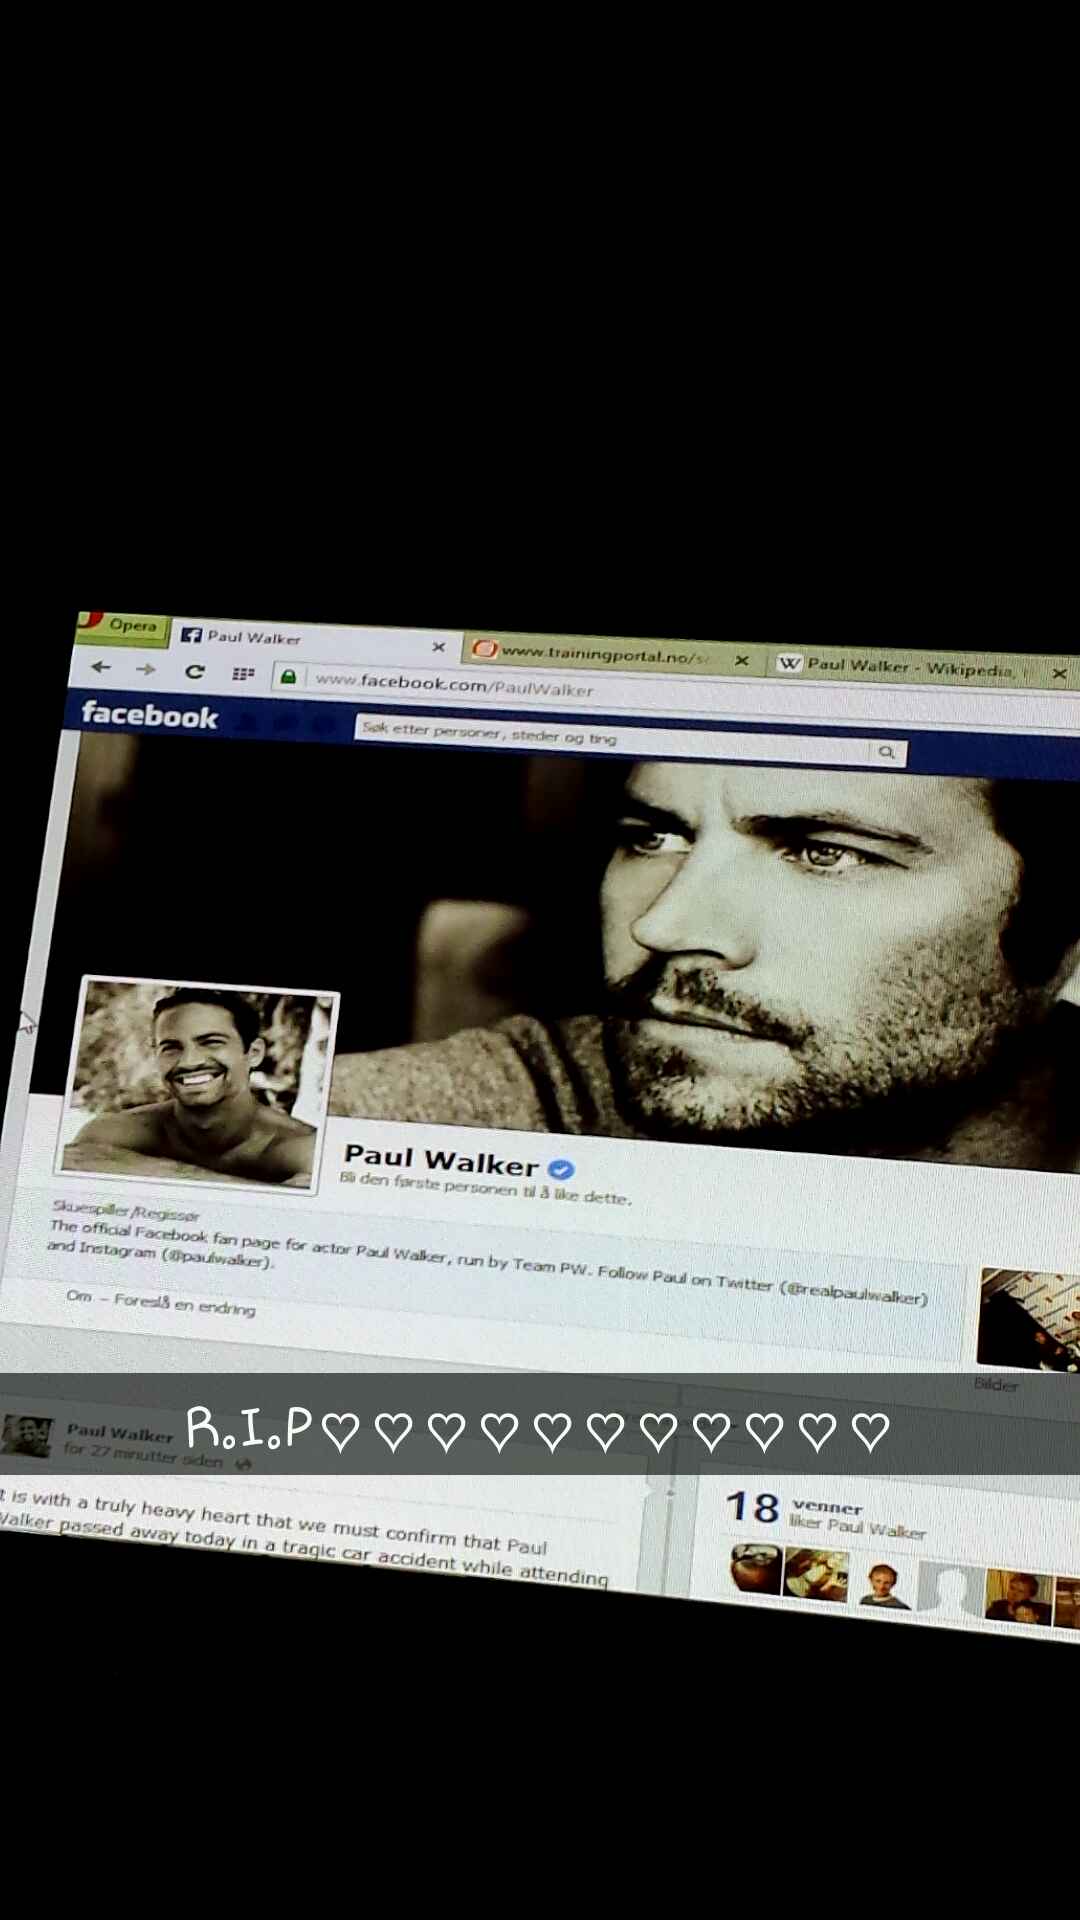 Opera
Paul Walker
www.trainingportal.no/s
Paul Walker - Wikipedia,
www.facebook.com/PaulWalker
facebook
Søk etter personer, steder og ting
Paul Walker
Bli den første personen til å like dette.
Skuespiller/Regissør
The official Facebook fan page for actor Paul Walker, run by Team PW. Follow Paul on Twitter (@realpaulwalker)
and Instagram (@paulwalker).
Om – Foreslå en endring
Bilder
R.I.P♡♡♡♡♡♡♡♡♡♡♡
Paul Walker
for 27 minutter siden
t is with a truly heavy heart that we must confirm that Paul
Walker passed away today in a tragic car accident while attending
18 venner
liker Paul Walker